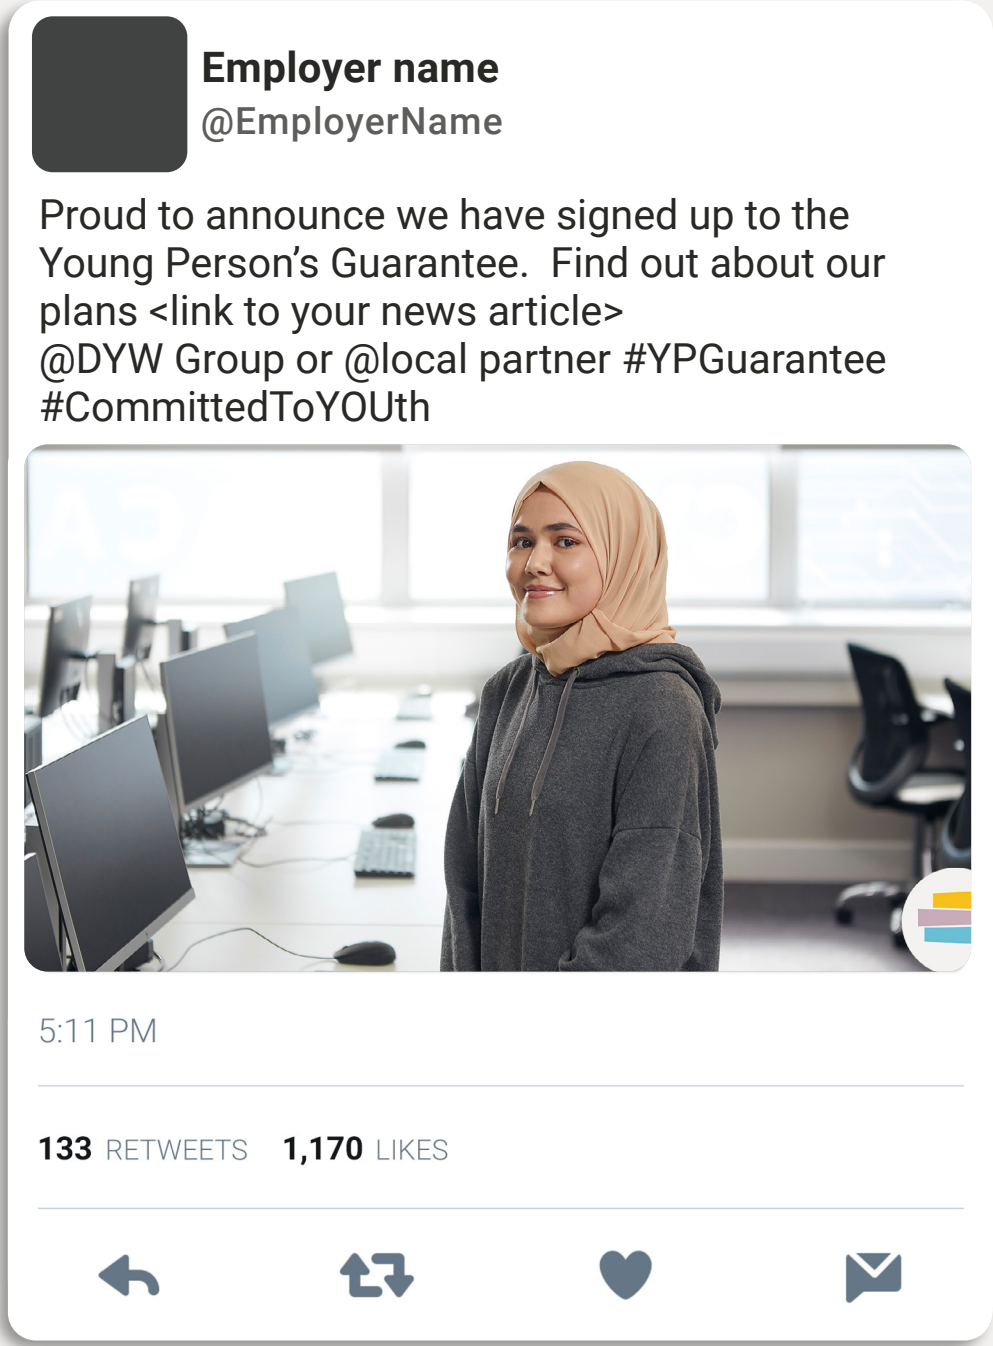 Employer name
@EmployerName
Proud to announce we have signed up to the
Young Person’s Guarantee.  Find out about our
plans <link to your news article>
@DYW Group or @local partner #YPGuarantee
#CommittedToYOUth
5:11 PM
133 RETWEETS 1,170 LIKES